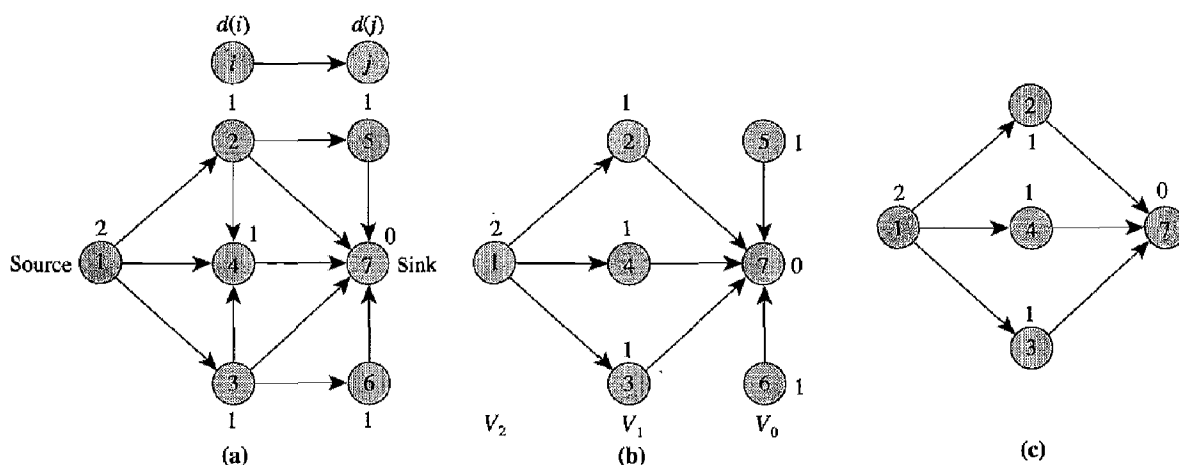 d(i) d(j)
i j
1 1
2 5
2 1 0
Source 1 4 7 Sink
3 6
1 1
(a)
1
2 5 1
2 1
1 4 7 0
1
3 6 1
V₂ V₁ V₀
(b)
2
1
2 1 0
1 4 7
1
3
(c)